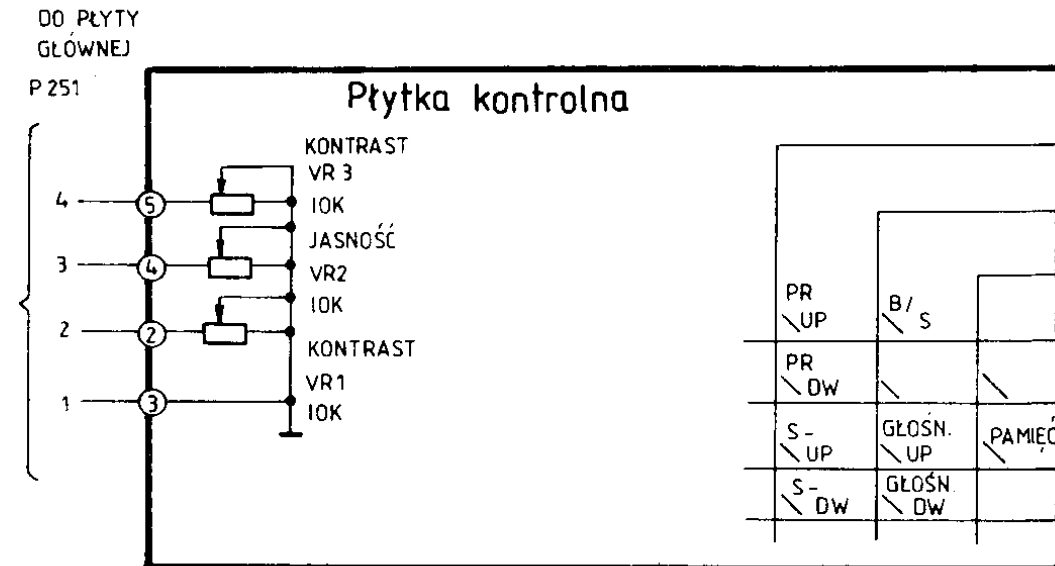 DO PŁYTY
GŁÓWNEJ
P 251
Płytka kontrolna
KONTRAST
VR 3
10K
4
5
JASNOŚĆ
VR2
10K
3
4
2
2
KONTRAST
VR1
10K
1
3
PR
UP
B/
S
PR
DW
S-
UP
GŁOŚN.
UP
PAMIĘĆ
S-
DW
GŁOŚN.
DW